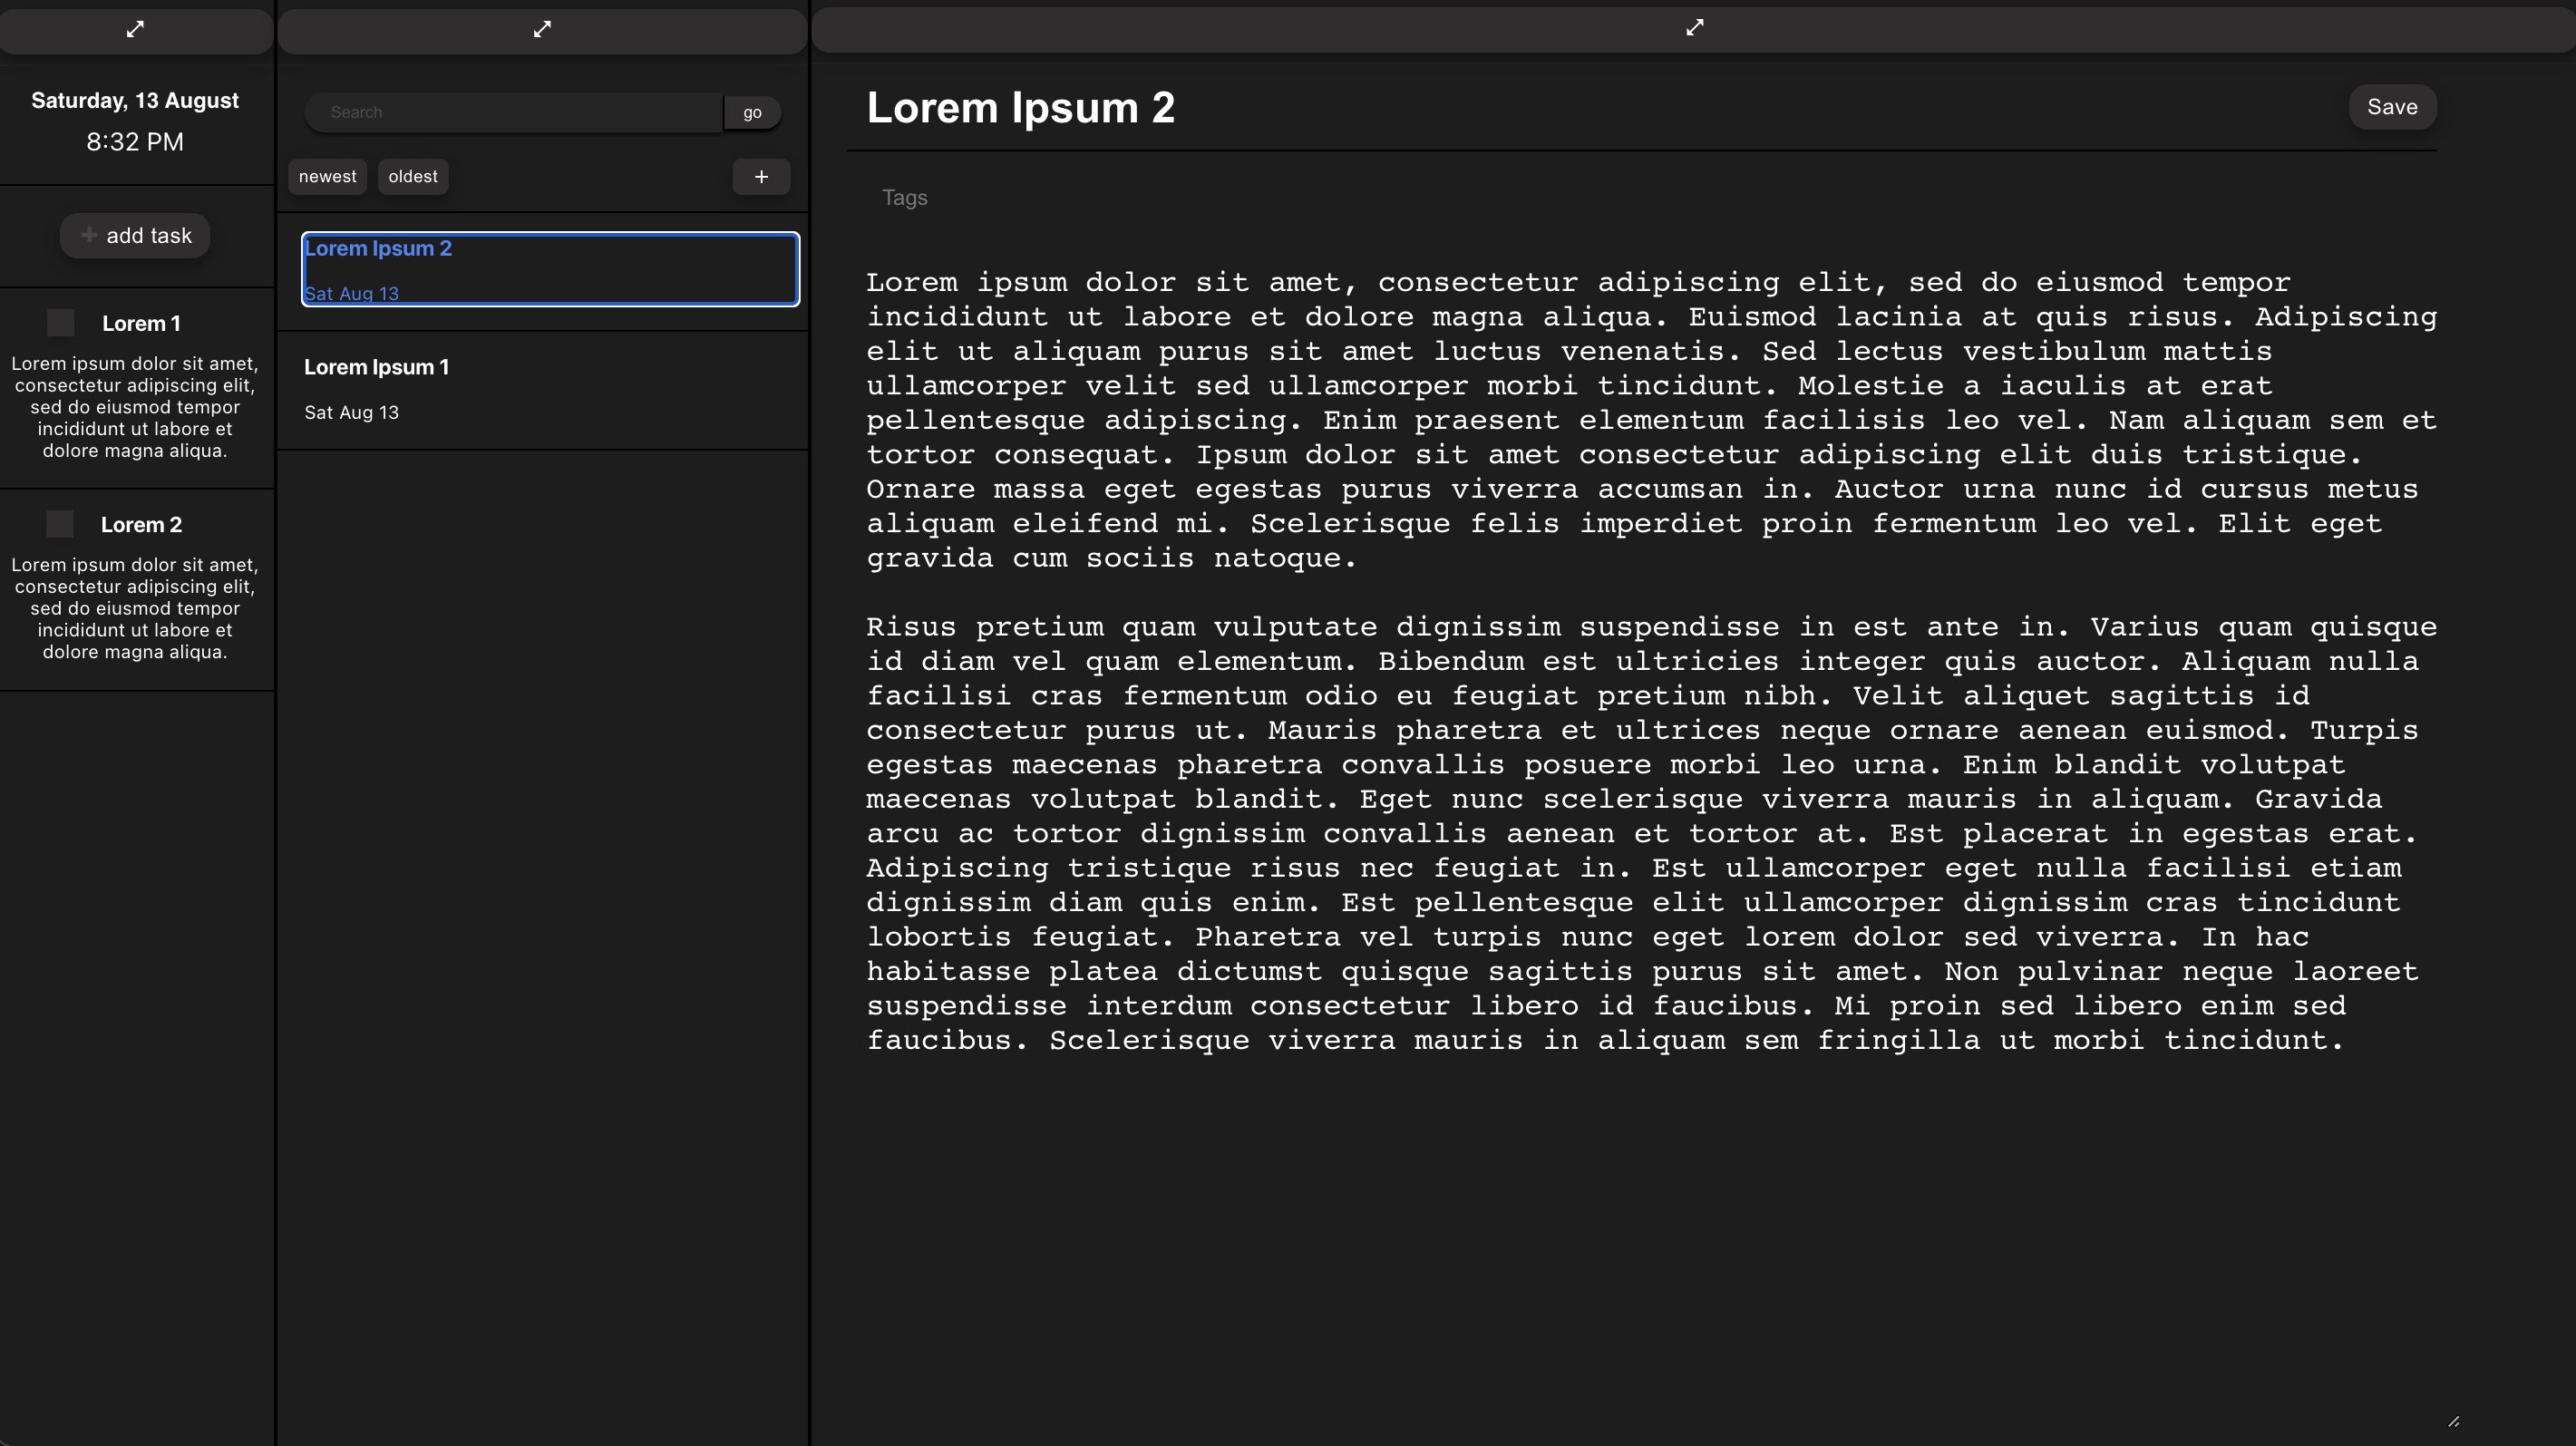 Saturday, 13 August
8:32 PM
+ add task
Lorem 1
Lorem ipsum dolor sit amet,
consectetur adipiscing elit,
sed do eiusmod tempor
incididunt ut labore et
dolore magna aliqua.
Lorem 2
Lorem ipsum dolor sit amet,
consectetur adipiscing elit,
sed do eiusmod tempor
incididunt ut labore et
dolore magna aliqua.
Search
go
newest
oldest
+
Lorem Ipsum 2
Sat Aug 13
Lorem Ipsum 1
Sat Aug 13
Lorem Ipsum 2
Save
Tags
Lorem ipsum dolor sit amet, consectetur adipiscing elit, sed do eiusmod tempor
incididunt ut labore et dolore magna aliqua. Euismod lacinia at quis risus. Adipiscing
elit ut aliquam purus sit amet luctus venenatis. Sed lectus vestibulum mattis
ullamcorper velit sed ullamcorper morbi tincidunt. Molestie a iaculis at erat
pellentesque adipiscing. Enim praesent elementum facilisis leo vel. Nam aliquam sem et
tortor consequat. Ipsum dolor sit amet consectetur adipiscing elit duis tristique.
Ornare massa eget egestas purus viverra accumsan in. Auctor urna nunc id cursus metus
aliquam eleifend mi. Scelerisque felis imperdiet proin fermentum leo vel. Elit eget
gravida cum sociis natoque.
Risus pretium quam vulputate dignissim suspendisse in est ante in. Varius quam quisque
id diam vel quam elementum. Bibendum est ultricies integer quis auctor. Aliquam nulla
facilisi cras fermentum odio eu feugiat pretium nibh. Velit aliquet sagittis id
consectetur purus ut. Mauris pharetra et ultrices neque ornare aenean euismod. Turpis
egestas maecenas pharetra convallis posuere morbi leo urna. Enim blandit volutpat
maecenas volutpat blandit. Eget nunc scelerisque viverra mauris in aliquam. Gravida
arcu ac tortor dignissim convallis aenean et tortor at. Est placerat in egestas erat.
Adipiscing tristique risus nec feugiat in. Est ullamcorper eget nulla facilisi etiam
dignissim diam quis enim. Est pellentesque elit ullamcorper dignissim cras tincidunt
lobortis feugiat. Pharetra vel turpis nunc eget lorem dolor sed viverra. In hac
habitasse platea dictumst quisque sagittis purus sit amet. Non pulvinar neque laoreet
suspendisse interdum consectetur libero id faucibus. Mi proin sed libero enim sed
faucibus. Scelerisque viverra mauris in aliquam sem fringilla ut morbi tincidunt.